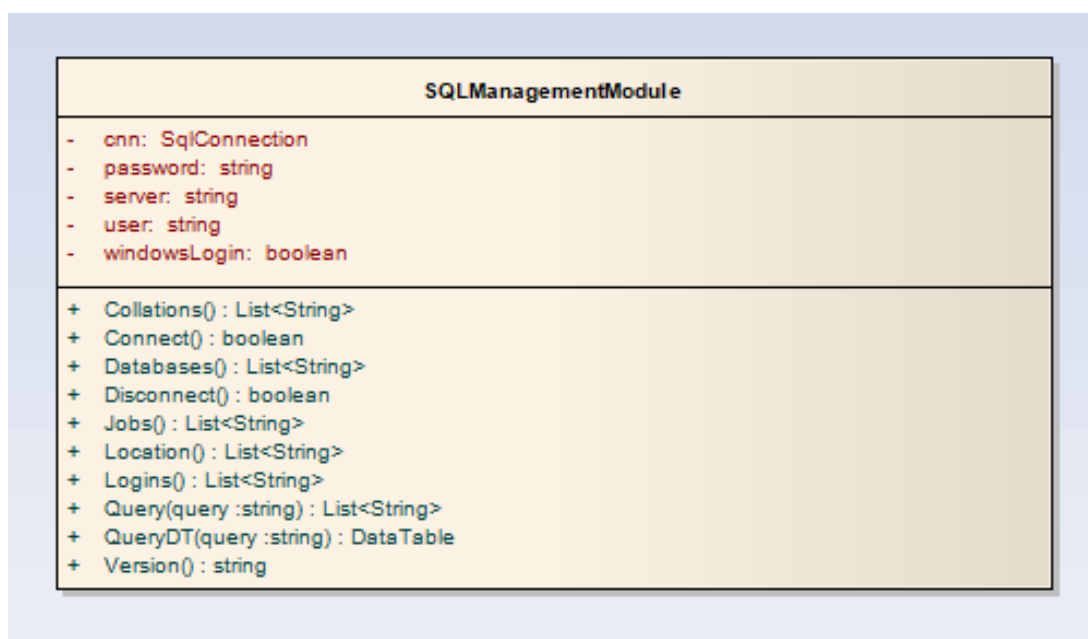 SQLManagementModule
- cnn: SqlConnection
- password: string
- server: string
- user: string
- windowsLogin: boolean
+ Collations() : List<String>
+ Connect() : boolean
+ Databases() : List<String>
+ Disconnect() : boolean
+ Jobs() : List<String>
+ Location() : List<String>
+ Logins() : List<String>
+ Query(query :string) : List<String>
+ QueryDT(query :string) : DataTable
+ Version() : string